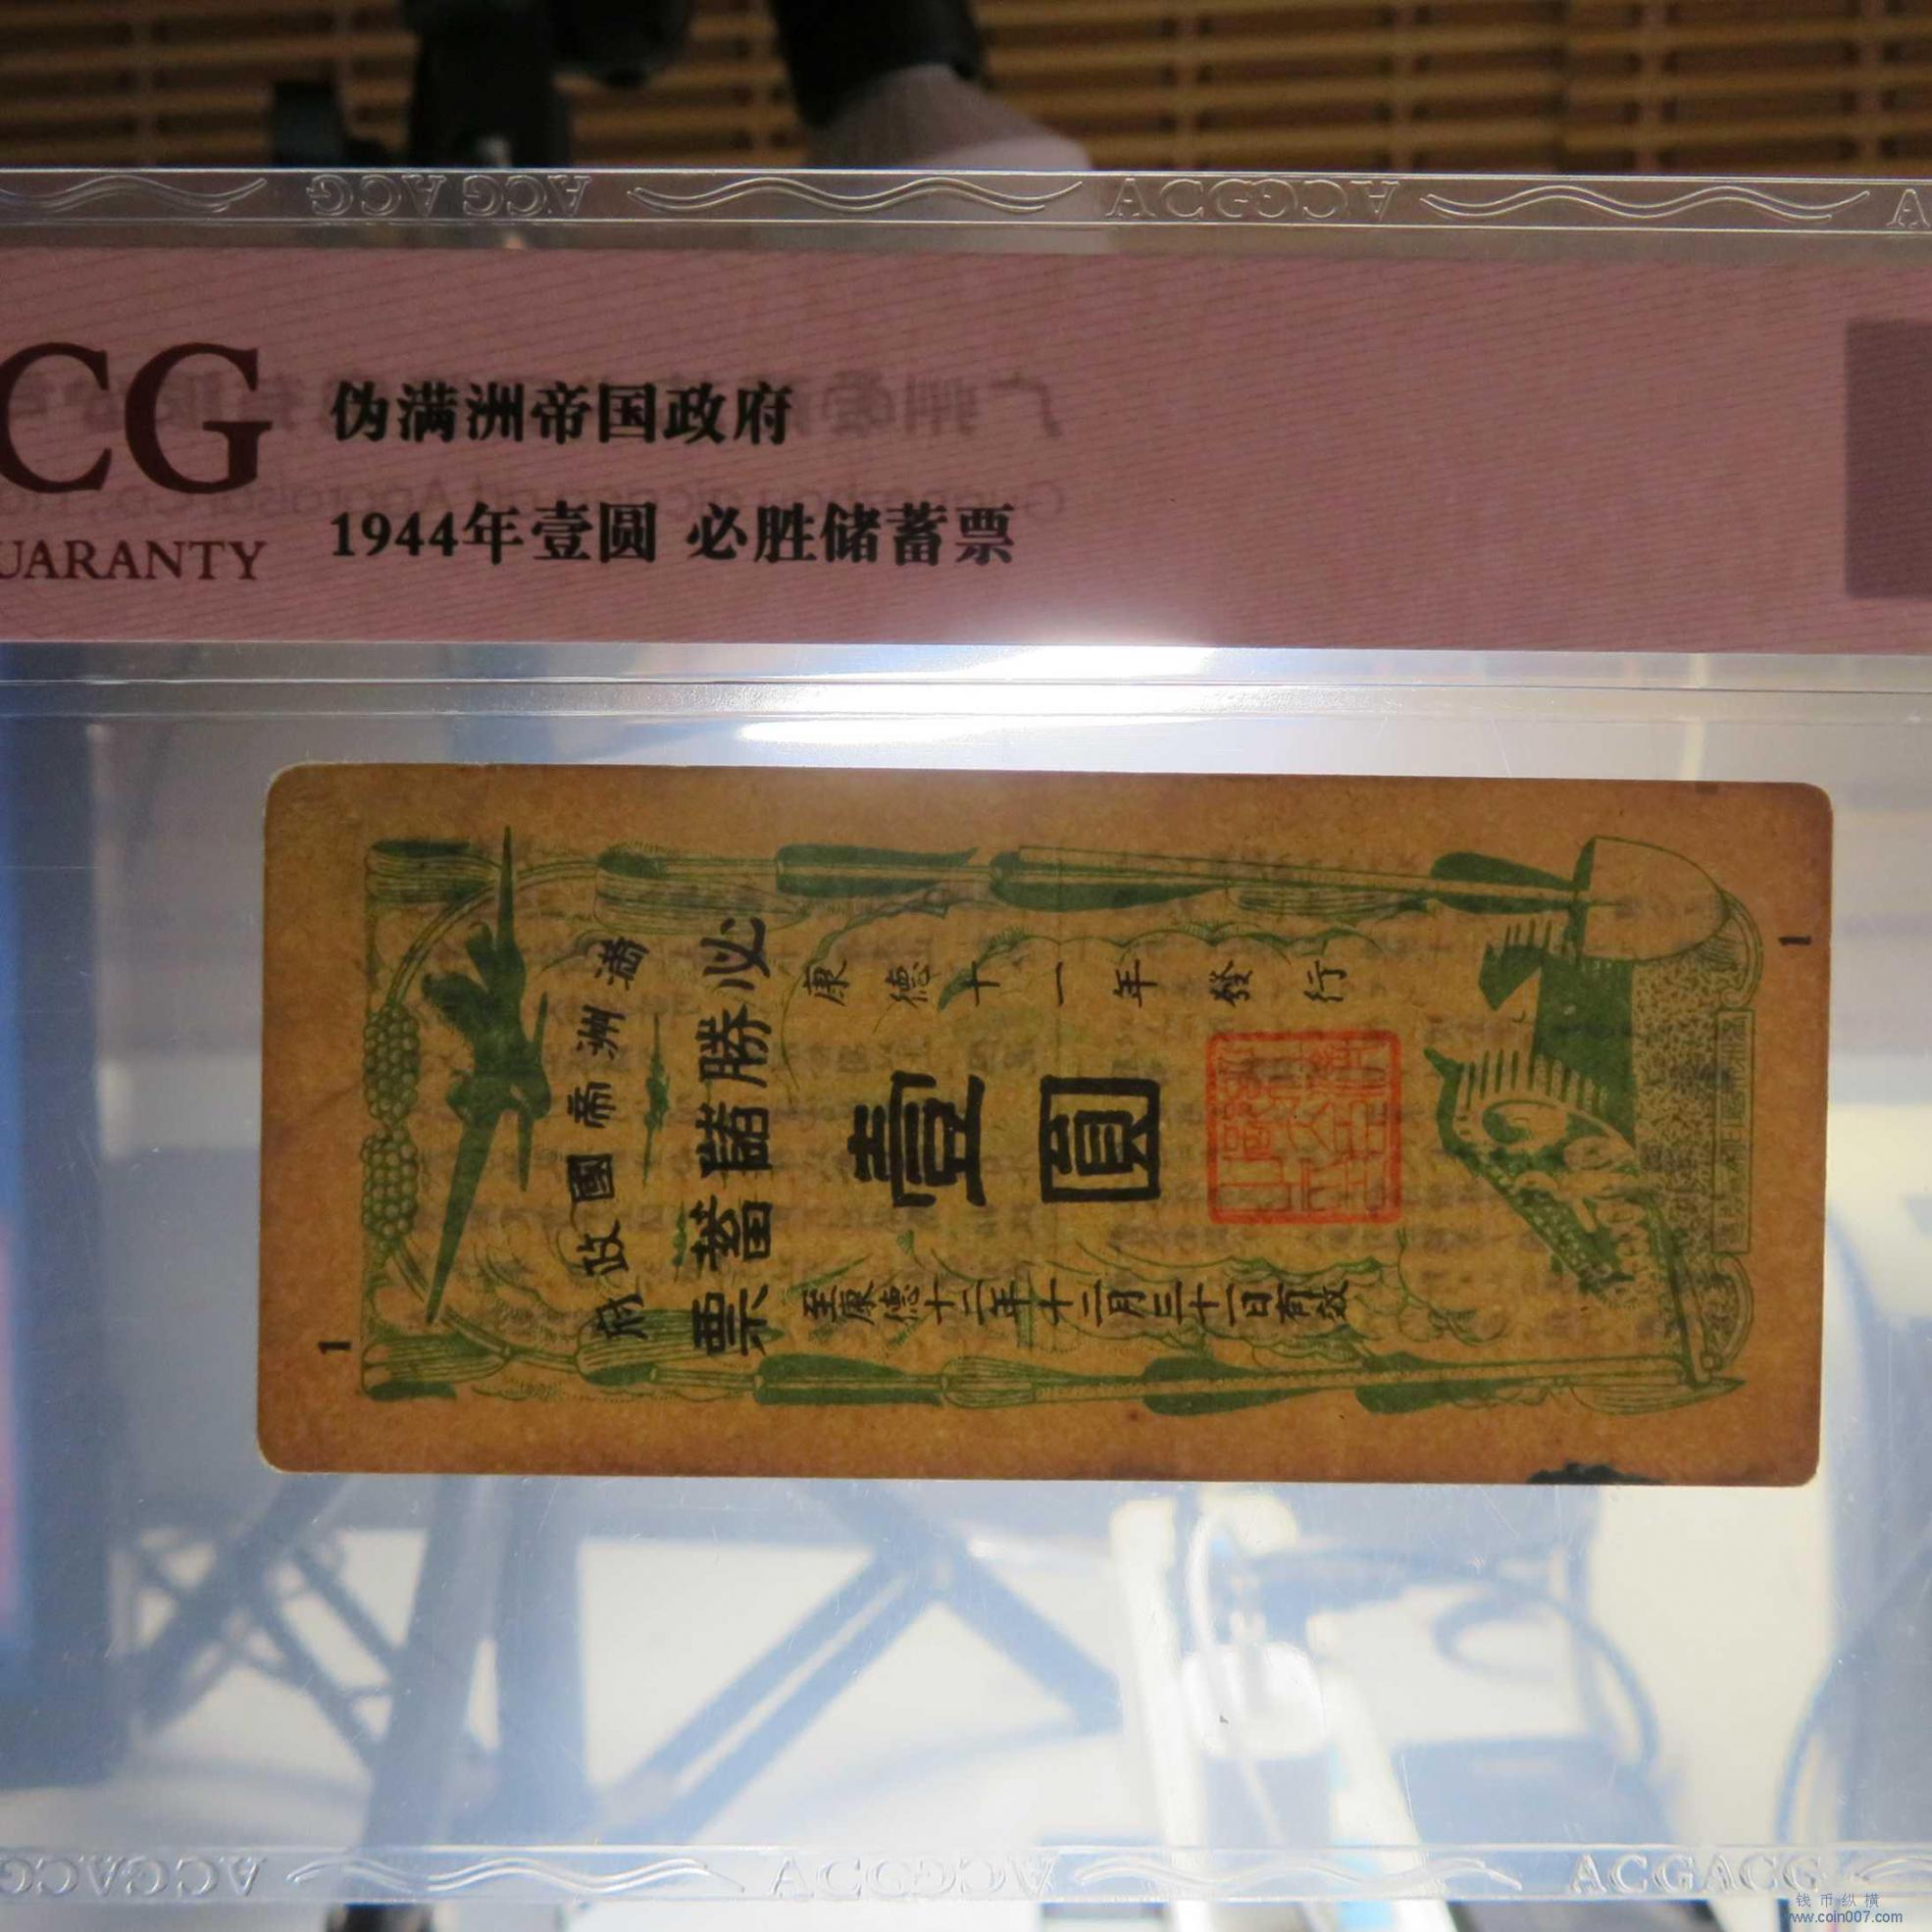 CG
UARANTY
伪满洲帝国政府
1944年壹圆 必胜储蓄票
滿洲帝國政府
必勝儲蓄票
康德十一年發行
壹圓
至康德十二年十二月三十一日有效
1
1
ACGACG
钱币纵横
www.coin007.com